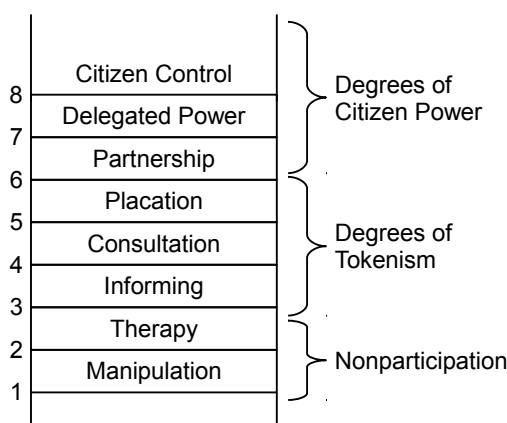 Citizen Control
8
Delegated Power
7
Partnership
6
Placation
5
Consultation
4
Informing
3
Therapy
2
Manipulation
1
Degrees of
Citizen Power
Degrees of
Tokenism
Nonparticipation